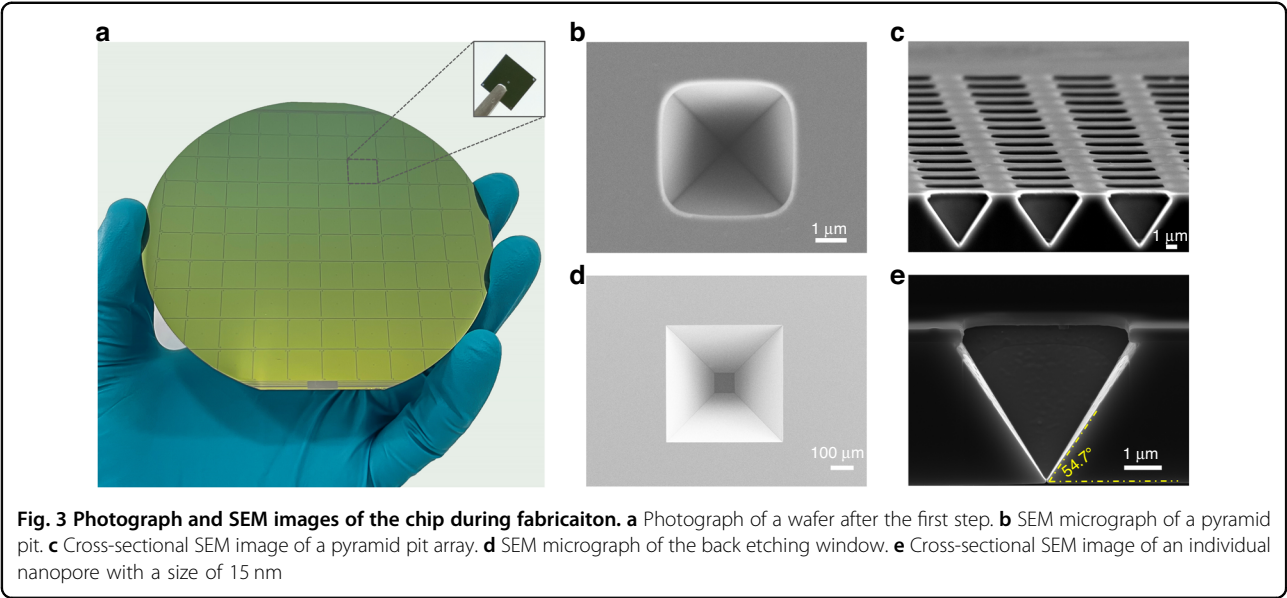 a
b
c
1 μm
1 μm
d
e
100 μm
54.7°
1 μm
Fig. 3 Photograph and SEM images of the chip during fabricaiton. a Photograph of a wafer after the first step. b SEM micrograph of a pyramid
pit. c Cross-sectional SEM image of a pyramid pit array. d SEM micrograph of the back etching window. e Cross-sectional SEM image of an individual
nanopore with a size of 15 nm